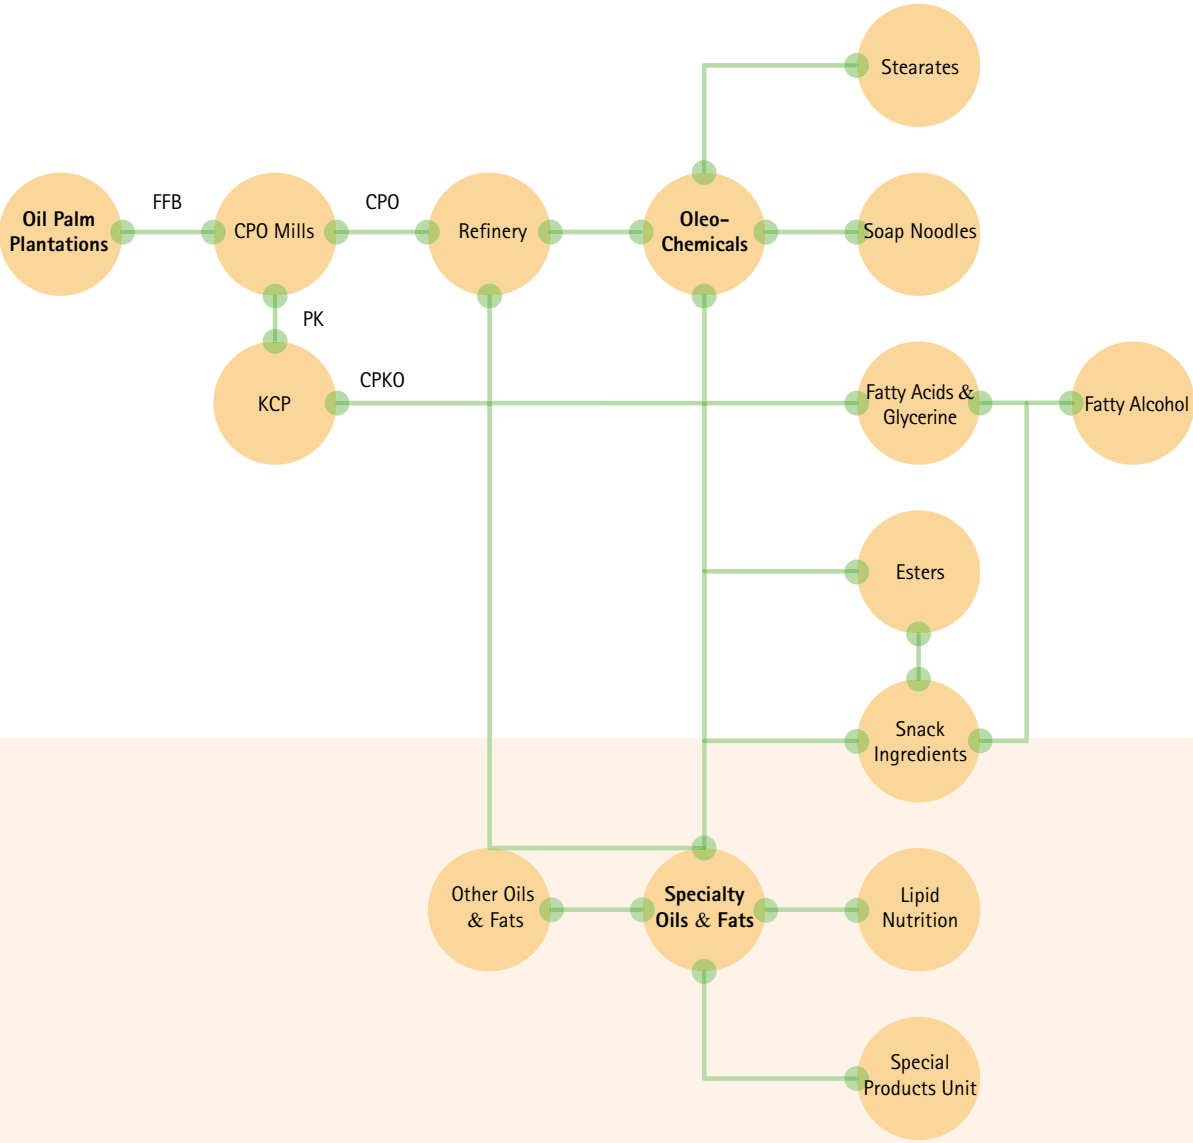 Stearates
Oil Palm
Plantations
FFB
CPO Mills
CPO
Refinery
Oleo-
Chemicals
Soap Noodles
PK
KCP
CPKO
Fatty Acids &
Glycerine
Fatty Alcohol
Esters
Snack
Ingredients
Other Oils
& Fats
Specialty
Oils & Fats
Lipid
Nutrition
Special
Products Unit